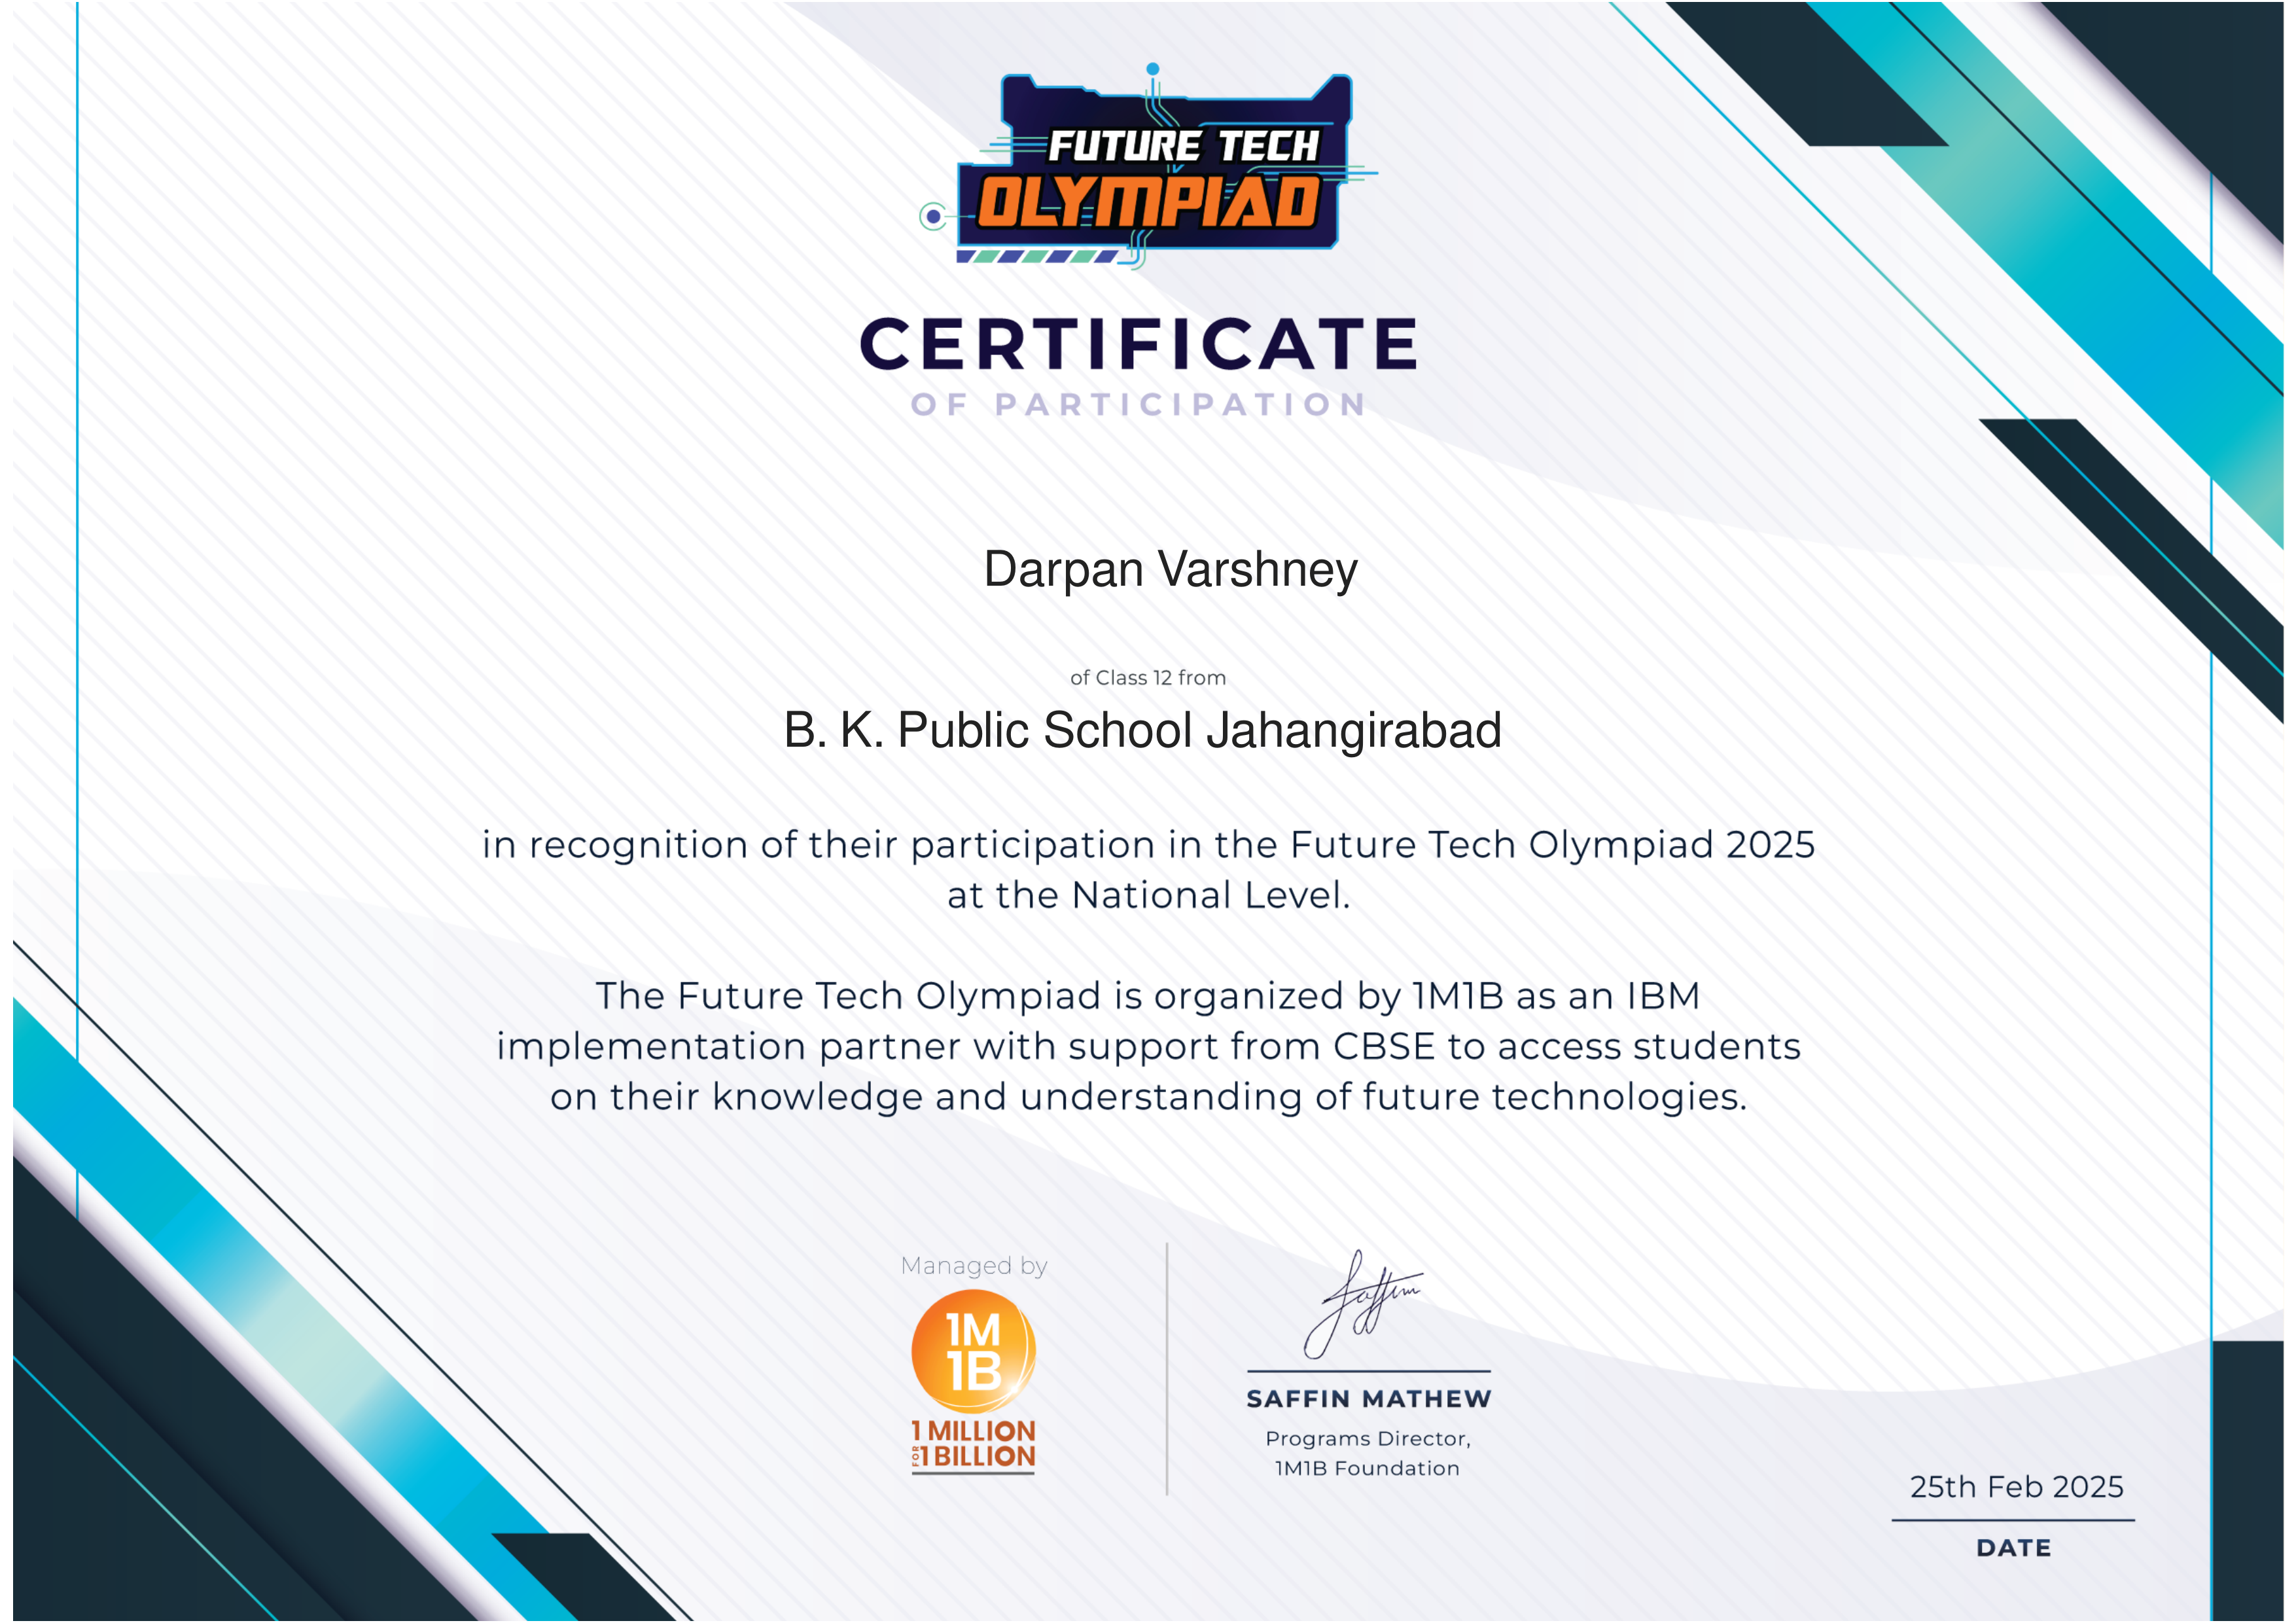 FUTURE TECH
OLYMPIAD
CERTIFICATE
OF PARTICIPATION
Darpan Varshney
of Class 12 from
B. K. Public School Jahangirabad
in recognition of their participation in the Future Tech Olympiad 2025
at the National Level.
The Future Tech Olympiad is organized by 1M1B as an IBM
implementation partner with support from CBSE to access students
on their knowledge and understanding of future technologies.
Managed by
1M
1B
1 MILLION
FOR 1 BILLION
Saffin
SAFFIN MATHEW
Programs Director,
1M1B Foundation
25th Feb 2025
DATE